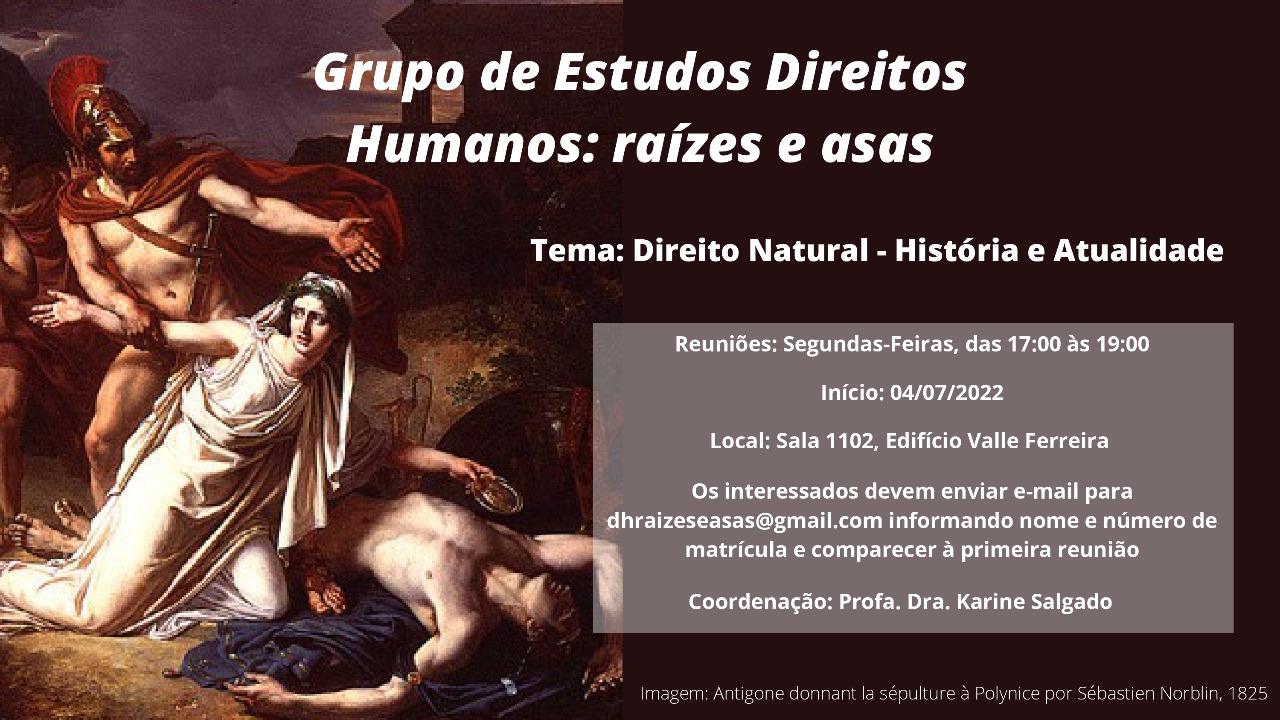 Grupo de Estudos Direitos
Humanos: raízes e asas
Tema: Direito Natural - História e Atualidade
Reuniões: Segundas-Feiras, das 17:00 às 19:00
Início: 04/07/2022
Local: Sala 1102, Edifício Valle Ferreira
Os interessados devem enviar e-mail para
dhraizeseasas@gmail.com informando nome e número de
matrícula e comparecer à primeira reunião
Coordenação: Profa. Dra. Karine Salgado
Imagem: Antigone donnant la sépulture à Polynice por Sébastien Norblin, 1825